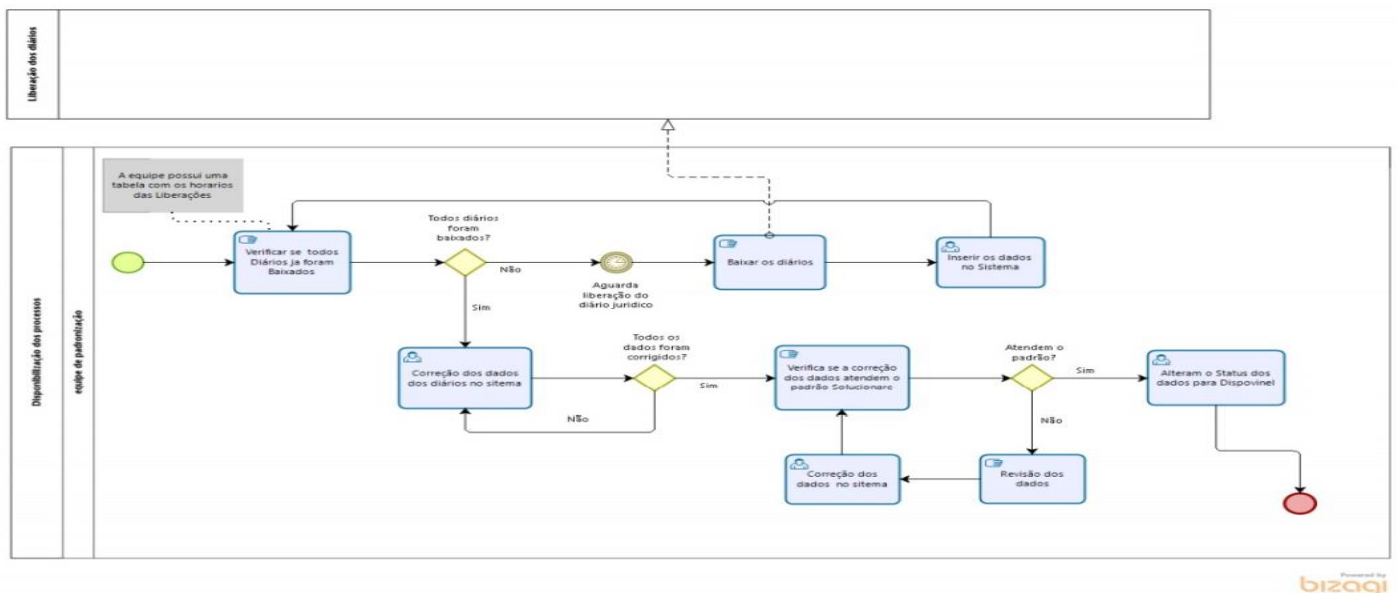 Liberação dos diários
Disponibilização dos processos
equipe de padronização
A equipe possui uma
tabela com os horarios
das Liberações
Verificar se todos
Diários ja foram
Baixados
Todos diários
foram
baixados?
Não
Sim
Aguarda
liberação do
diário juridico
Baixar os diários
Inserir os dados
no Sistema
Correção dos dados
dos diários no sitema
Todos os
dados foram
corrigidos?
Sim
Não
Verifica se a correção
dos dados atendem o
padrão Solucionare
Atendem o
padrão?
Sim
Não
Alteram o Status dos
dados para Dispovinel
Correção dos
dados no sitema
Revisão dos
dados
Powered by
bizagi